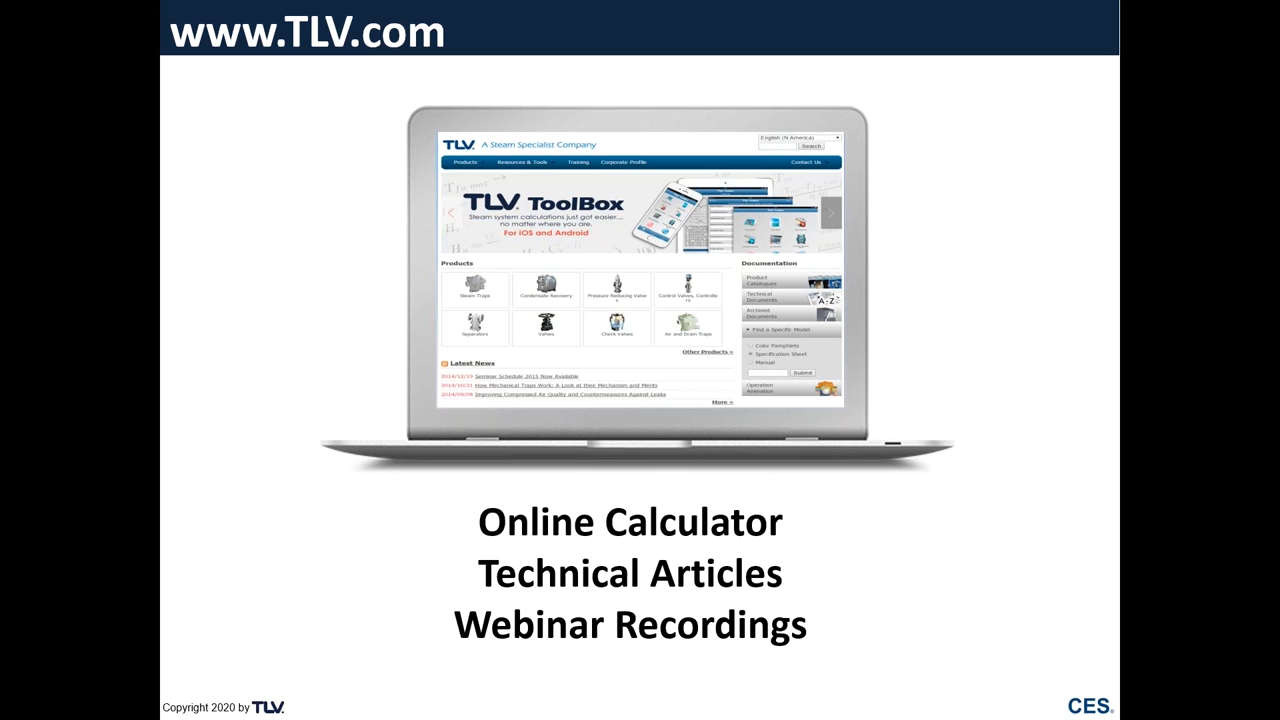 www.TLV.com
TLV. A Steam Specialist Company
English (N.America)
Search
Products Resources & Tools Training Corporate Profile Contact Us
TLV. ToolBox
Steam system calculations just got easier...
no matter where you are.
For iOS and Android
Products
Steam Traps
Condensate Recovery
Pressure Reducing Valve
s
Control Valves, Controlle
rs
Separators
Valves
Check Valves
Air and Drain Traps
Other Products »
Latest News
2014/12/19 Seminar Schedule 2015 Now Available
2014/10/31 How Mechanical Traps Work: A Look at their Mechanism and Merits
2014/09/08 Improving Compressed Air Quality and Countermeasures Against Leaks
More »
Documentation
Product
Catalogues
Technical
Documents
A-Z
Archived
Documents
Find a Specific Model
Color Pamphlets
Specification Sheet
Manual
Submit
Operation
Animation
Online Calculator
Technical Articles
Webinar Recordings
Copyright 2020 by TLV.
CES®